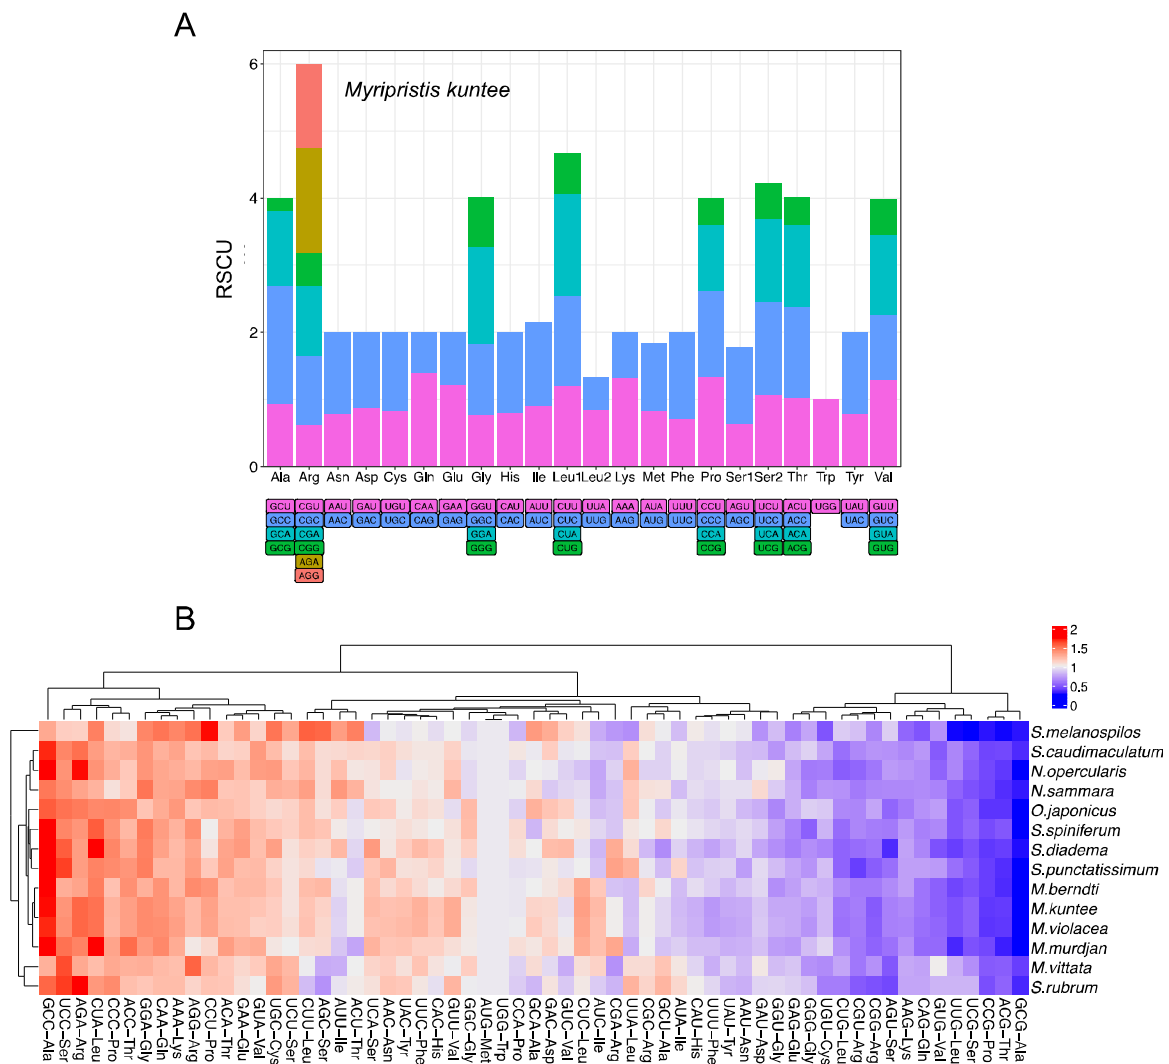 A
Myripristis kuntee
RSCU
6
4
2
0
Ala Arg Asn Asp Cys Gln Glu Gly His Ile Leu1 Leu2 Lys Met Phe Pro Ser1 Ser2 Thr Trp Tyr Val
GCU CGU AAU GAU UGU CAA GAA GGU CAU AUU CUU UUA AAA AUA UUU CCU AGU UCU ACU UGG UAU GUU
GCC CGC AAC GAC UGC CAG GAG GGC CAC AUC CUC UUG AAG AUG UUC CCC AGC UCC ACC UAC GUC
GCA CGA GGA CUA CCA UCA ACA GUA
GCG CGG GGG CUG CCG UCG ACG GUG
AGA
AGG
B
2
1.5
1
0.5
0
S.melanospilos
S.caudimaculatum
N.opercularis
N.sammara
O.japonicus
S.spiniferum
S.diadema
S.punctatissimum
M.berndti
M.kuntee
M.violacea
M.murdjan
M.vittata
S.rubrum
GCC-Ala
UCC-Ser
AGA-Arg
CUA-Leu
CCC-Pro
ACC-Thr
GGA-Gly
CAA-Gln
AAA-Lys
AGG-Arg
CCU-Pro
ACA-Thr
GAA-Glu
GUA-Val
UGC-Cys
UCU-Ser
CUU-Leu
AGC-Ser
AUU-Ile
ACU-Thr
UCA-Ser
AAC-Asn
UAC-Tyr
UUC-Phe
CAC-His
GUU-Val
GGC-Gly
AUG-Met
UGG-Trp
CCA-Pro
GCA-Ala
GAC-Asp
GUC-Val
CUC-Leu
AUC-Ile
CGA-Arg
UUA-Leu
CGC-Arg
GCU-Ala
AUA-Ile
CAU-His
UUU-Phe
UAU-Tyr
AAU-Asn
GAU-Asp
GGU-Gly
GAG-Glu
GGG-Gly
UGU-Cys
CUG-Leu
CGU-Arg
CGG-Arg
AGU-Ser
AAG-Lys
CAG-Gln
GUG-Val
UUG-Leu
UCG-Ser
CCG-Pro
ACG-Thr
GCG-Ala